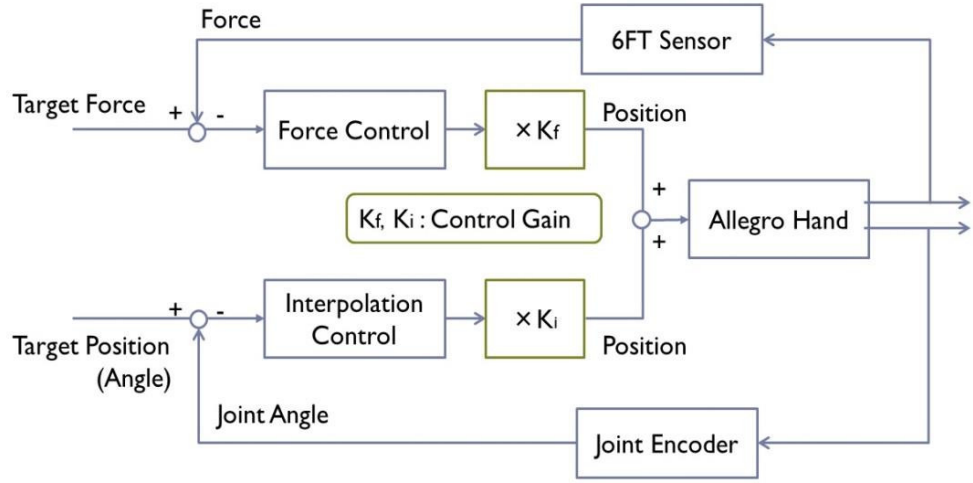 Force
6FT Sensor
Target Force
+
-
Force Control
× Kf
Position
+
Kf, Ki : Control Gain
Allegro Hand
+
+
-
Interpolation
Control
× Ki
Target Position
(Angle)
Position
Joint Angle
Joint Encoder